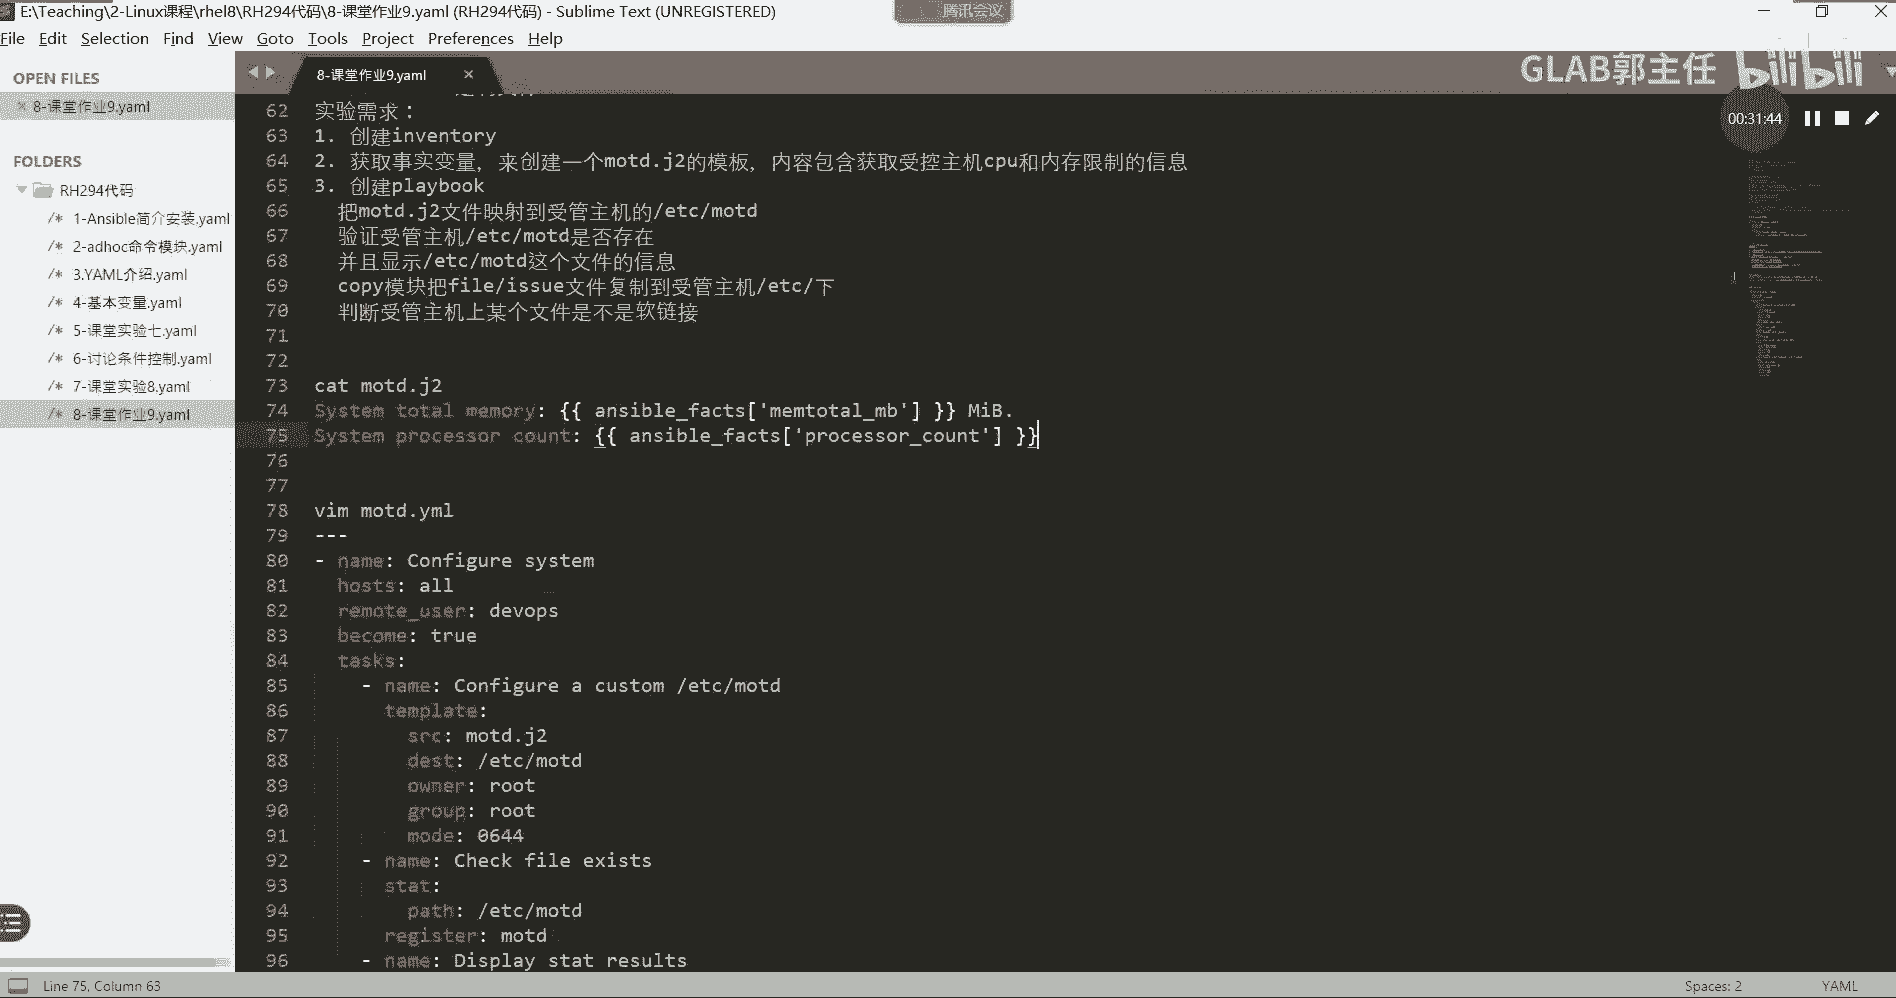 E:\Teaching\2-Linux课程\rhel8\RH294代码\8-课堂作业9.yaml (RH294代码) - Sublime Text (UNREGISTERED)
腾讯会议
File Edit Selection Find View Goto Tools Project Preferences Help
OPEN FILES
8-课堂作业9.yaml
FOLDERS
RH294代码
/* 1-Ansible简介安装.yaml
/* 2-adhoc命令模块.yaml
/* 3.YAML介绍.yaml
/* 4-基本变量.yaml
/* 5-课堂实验七.yaml
/* 6-讨论条件控制.yaml
/* 7-课堂实验8.yaml
/* 8-课堂作业9.yaml
8-课堂作业9.yaml
GLAB郭主任 bilibili
00:31:44
62 实验需求：
63 1. 创建inventory
64 2. 获取事实变量，来创建一个motd.j2的模板，内容包含获取受控主机cpu和内存限制的信息
65 3. 创建playbook
66 把motd.j2文件映射到受管主机的/etc/motd
67 验证受管主机/etc/motd是否存在
68 并且显示/etc/motd这个文件的信息
69 copy模块把file/issue文件复制到受管主机/etc/下
70 判断受管主机上某个文件是不是软链接
71
72
73 cat motd.j2
74 System total memory: {{ ansible_facts['memtotal_mb'] }} MiB.
75 System processor count: {{ ansible_facts['processor_count'] }}
76
77
78 vim motd.yml
79 ---
80 - name: Configure system
81 hosts: all
82 remote_user: devops
83 become: true
84 tasks:
85 - name: Configure a custom /etc/motd
86 template:
87 src: motd.j2
88 dest: /etc/motd
89 owner: root
90 group: root
91 mode: 0644
92 - name: Check file exists
93 stat:
94 path: /etc/motd
95 register: motd
96 - name: Display stat results
Line 75, Column 63
Spaces: 2
YAML